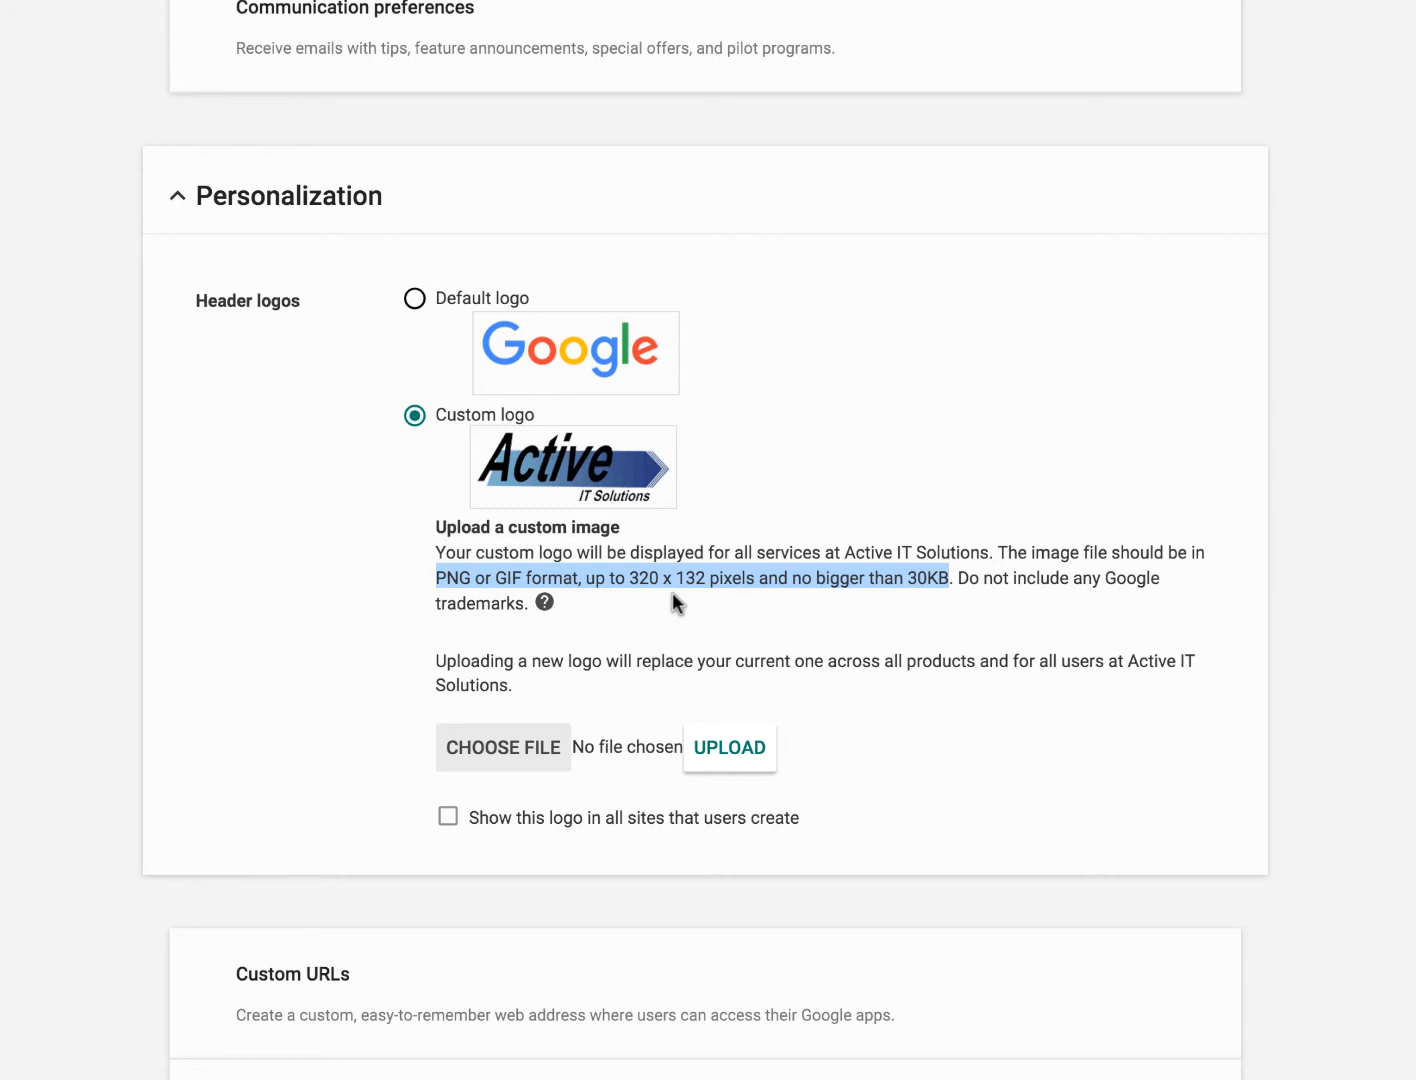 Communication preferences
Receive emails with tips, feature announcements, special offers, and pilot programs.
Personalization
Header logos
Default logo
Google
Custom logo
Active
IT Solutions
Upload a custom image
Your custom logo will be displayed for all services at Active IT Solutions. The image file should be in
PNG or GIF format, up to 320 x 132 pixels and no bigger than 30KB. Do not include any Google
trademarks. ?
Uploading a new logo will replace your current one across all products and for all users at Active IT
Solutions.
CHOOSE FILE No file chosen UPLOAD
Show this logo in all sites that users create
Custom URLs
Create a custom, easy-to-remember web address where users can access their Google apps.